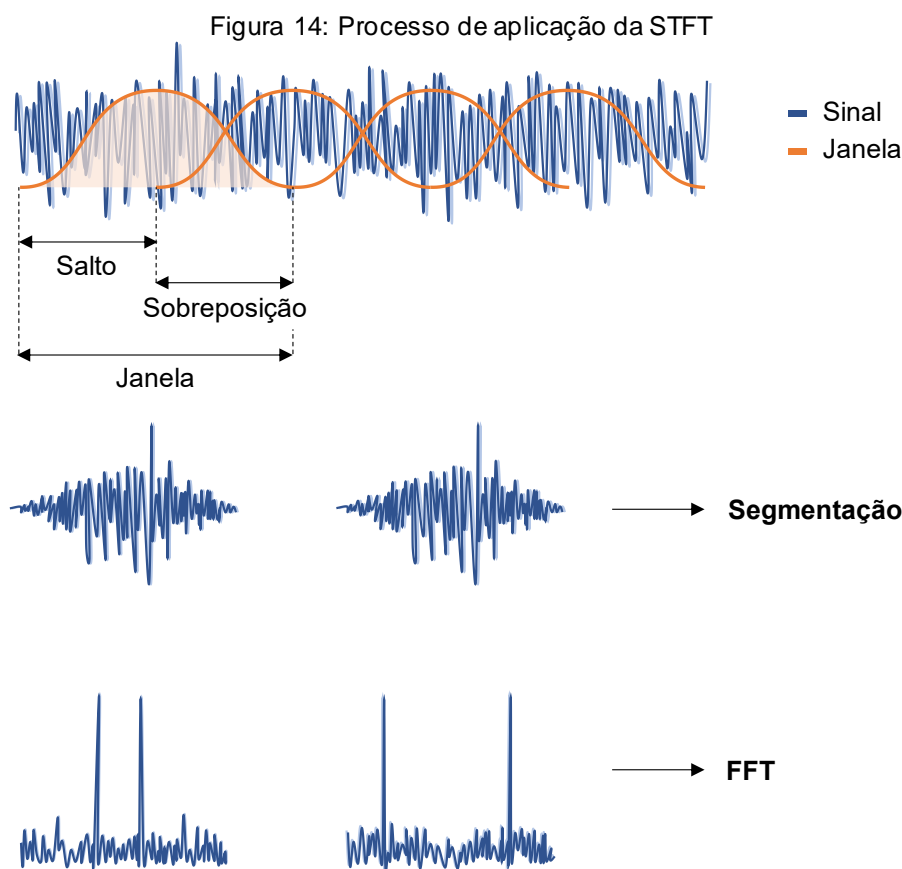 Figura 14: Processo de aplicação da STFT
Sinal
Janela
Salto
Sobreposição
Janela
Segmentação
FFT